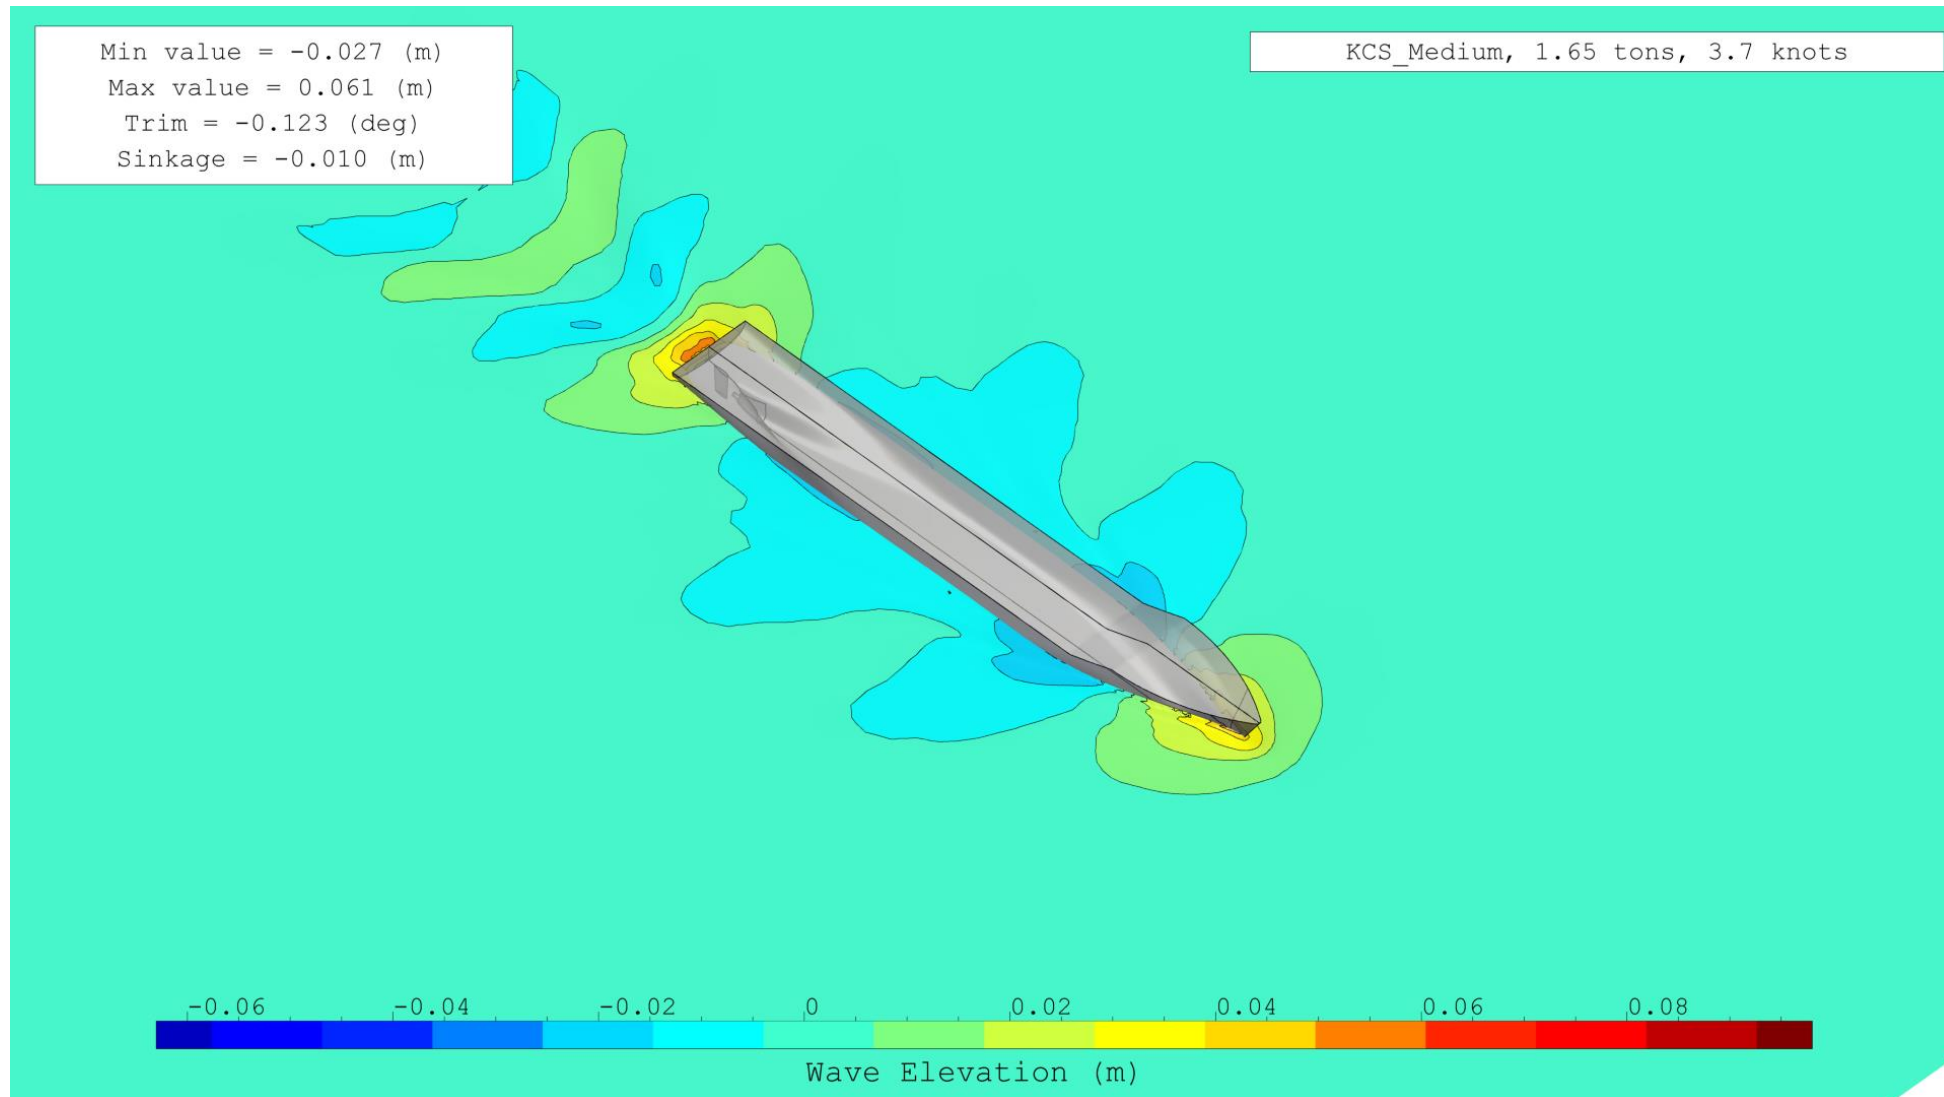 Min value = -0.027 (m)
Max value = 0.061 (m)
Trim = -0.123 (deg)
Sinkage = -0.010 (m)
KCS_Medium, 1.65 tons, 3.7 knots
-0.06 -0.04 -0.02 0 0.02 0.04 0.06 0.08
Wave Elevation (m)